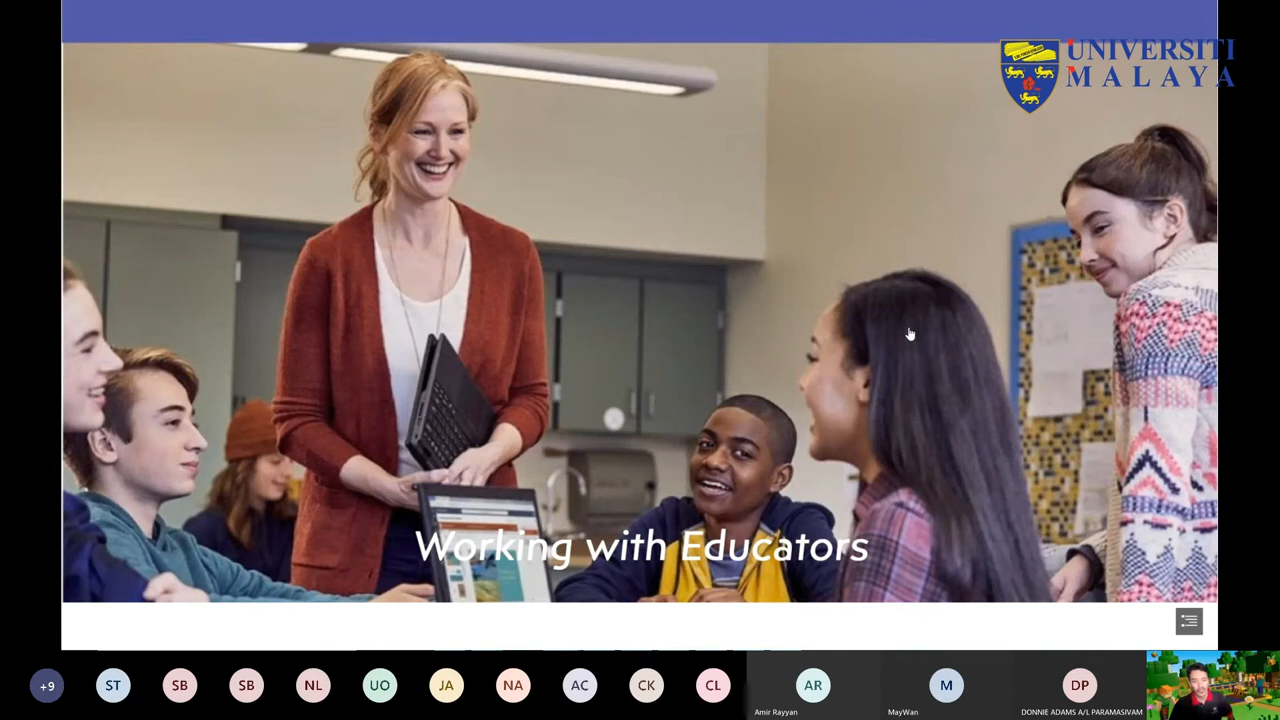 UNIVERSITI
MALAYA
Working with Educators
+9
ST
SB
SB
NL
UO
JA
NA
AC
CK
CL
AR
M
DP
Amir Rayyan
MayWan
DONNIE ADAMS A/L PARAMASIVAM